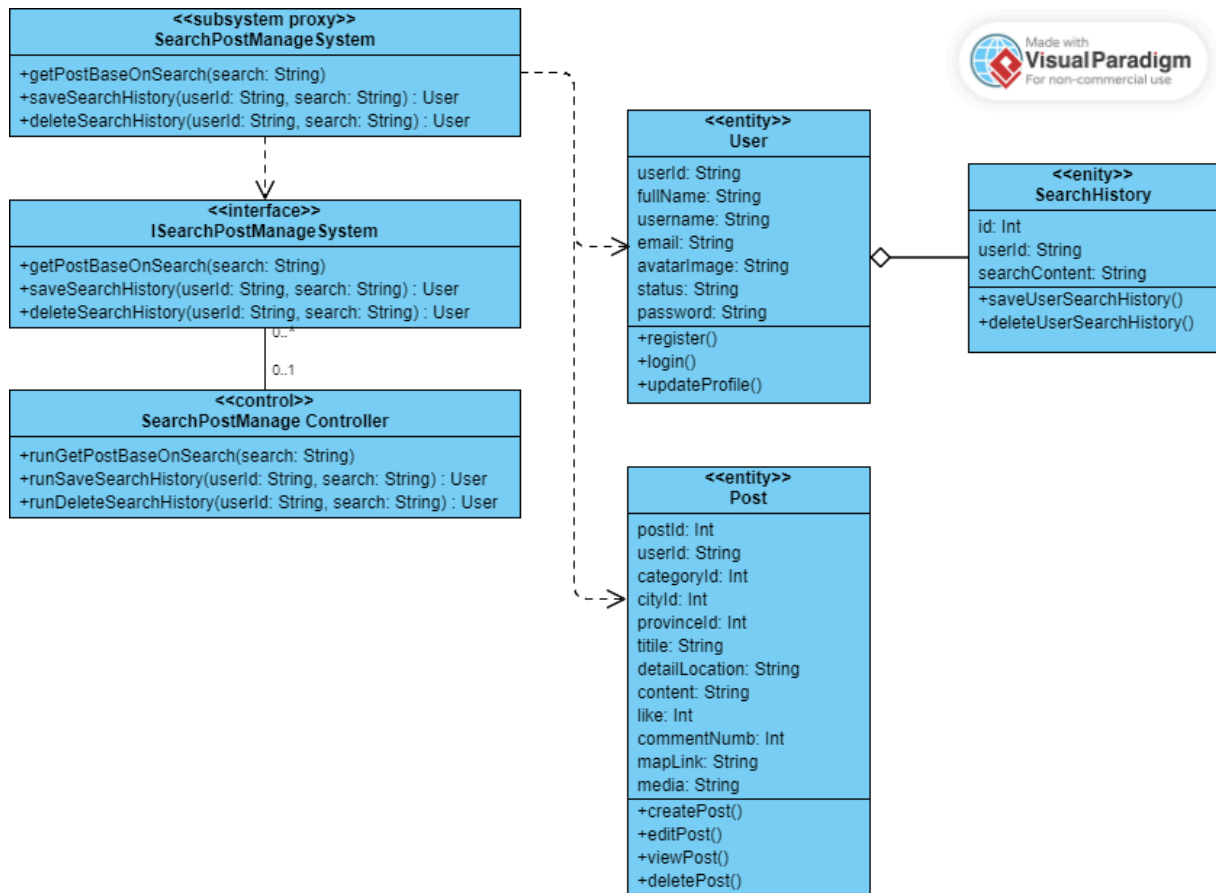 <<subsystem proxy>>
SearchPostManageSystem
+getPostBaseOnSearch(search: String)
+saveSearchHistory(userId: String, search: String) : User
+deleteSearchHistory(userId: String, search: String) : User
<<interface>>
ISearchPostManageSystem
+getPostBaseOnSearch(search: String)
+saveSearchHistory(userId: String, search: String) : User
+deleteSearchHistory(userId: String, search: String) : User
0..*
0..1
<<control>>
SearchPostManage Controller
+runGetPostBaseOnSearch(search: String)
+runSaveSearchHistory(userId: String, search: String) : User
+runDeleteSearchHistory(userId: String, search: String) : User
Made with
VisualParadigm
For non-commercial use
<<entity>>
User
userId: String
fullName: String
username: String
email: String
avatarImage: String
status: String
password: String
+register()
+login()
+updateProfile()
<<enity>>
SearchHistory
id: Int
userId: String
searchContent: String
+saveUserSearchHistory()
+deleteUserSearchHistory()
<<entity>>
Post
postId: Int
userId: String
categoryId: Int
cityId: Int
provinceId: Int
titile: String
detailLocation: String
content: String
like: Int
commentNumb: Int
mapLink: String
media: String
+createPost()
+editPost()
+viewPost()
+deletePost()